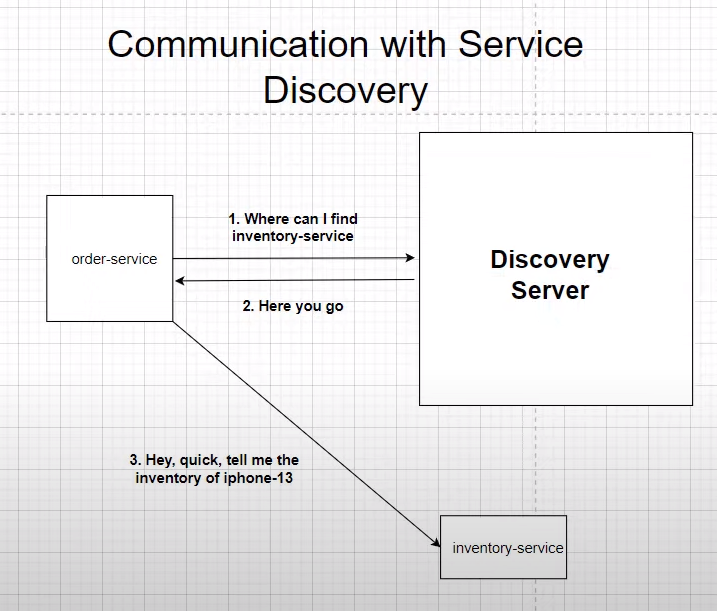 Communication with Service
Discovery
1. Where can I find
inventory-service
order-service
Discovery
Server
2. Here you go
3. Hey, quick, tell me the
inventory of iphone-13
inventory-service